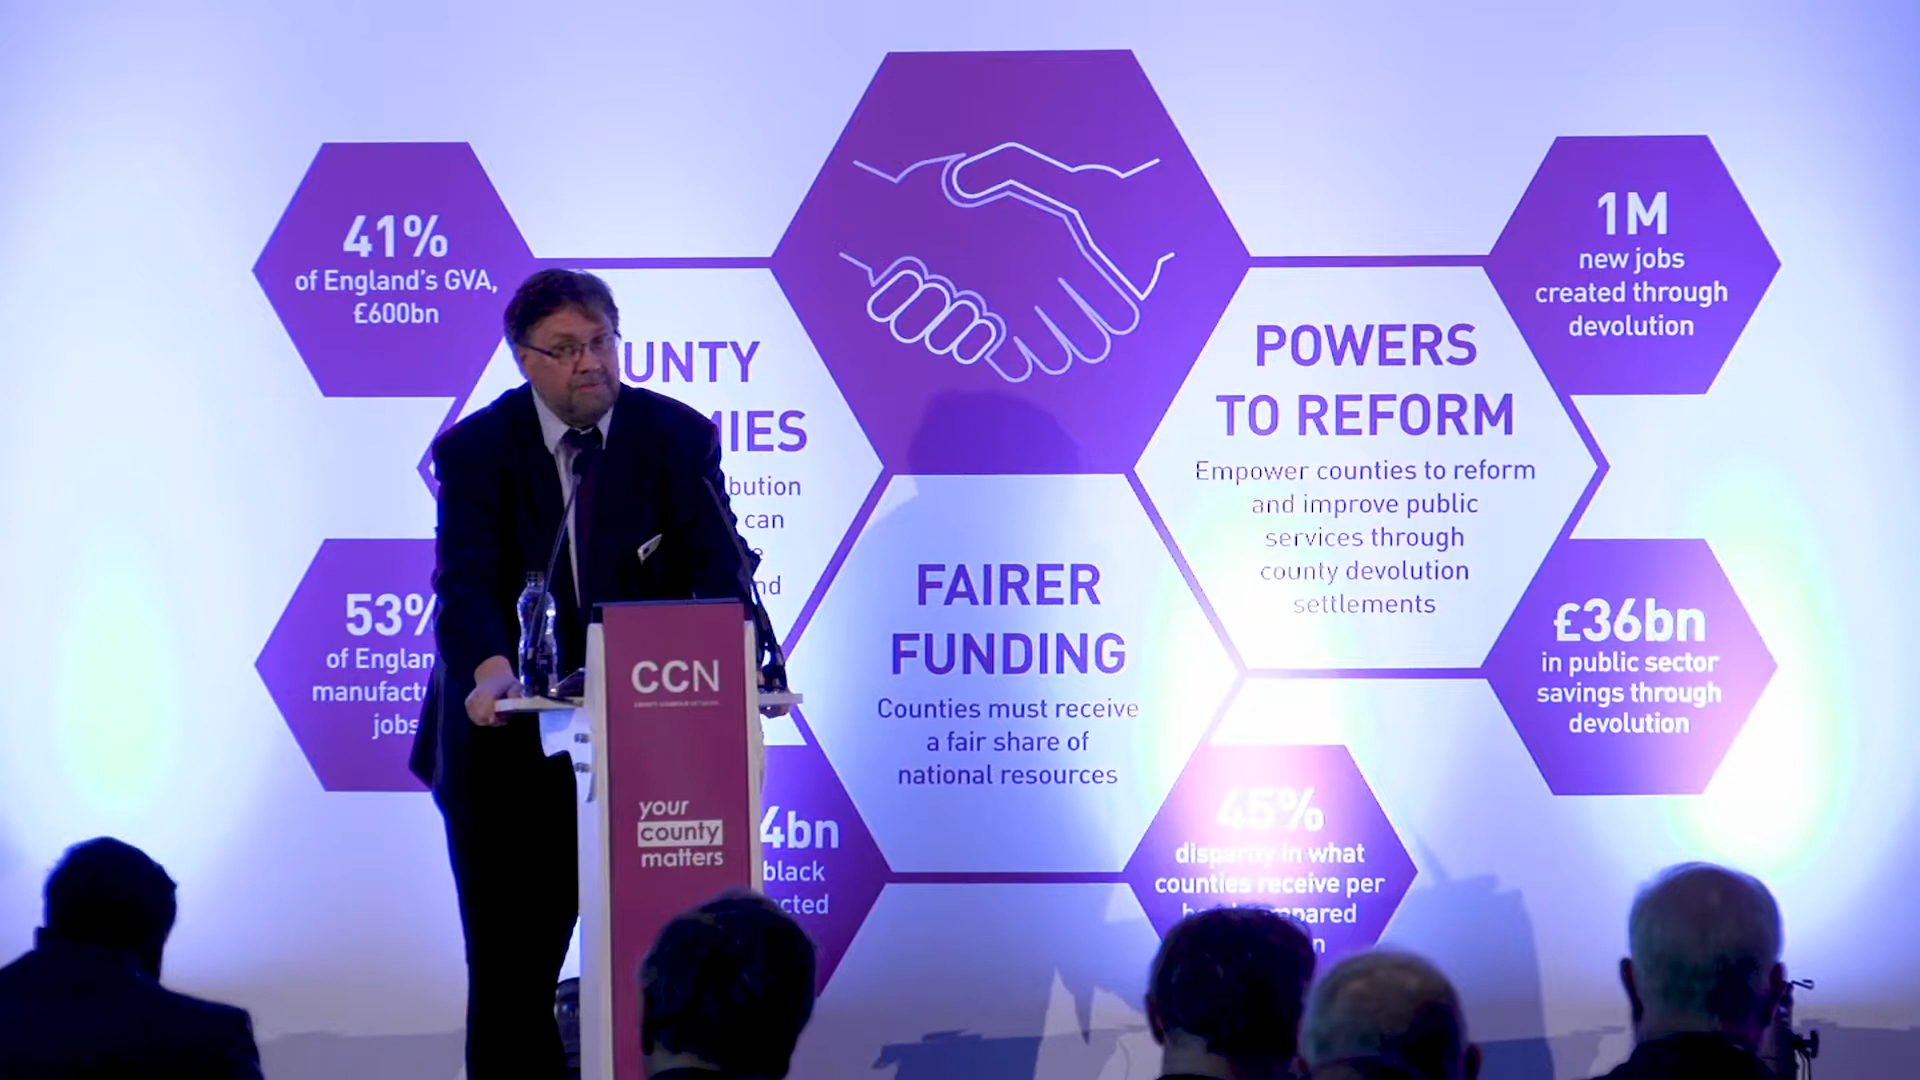 41%
of England's GVA,
£600bn
UNTY
MIES
bution
can
nd
53%
of Englan
manufact
jobs
4bn
black
cted
FAIRER
FUNDING
Counties must receive
a fair share of
national resources
POWERS
TO REFORM
Empower counties to reform
and improve public
services through
county devolution
settlements
1M
new jobs
created through
devolution
£36bn
in public sector
savings through
devolution
45%
disparity in what
counties receive per
CCN
your
county
matters